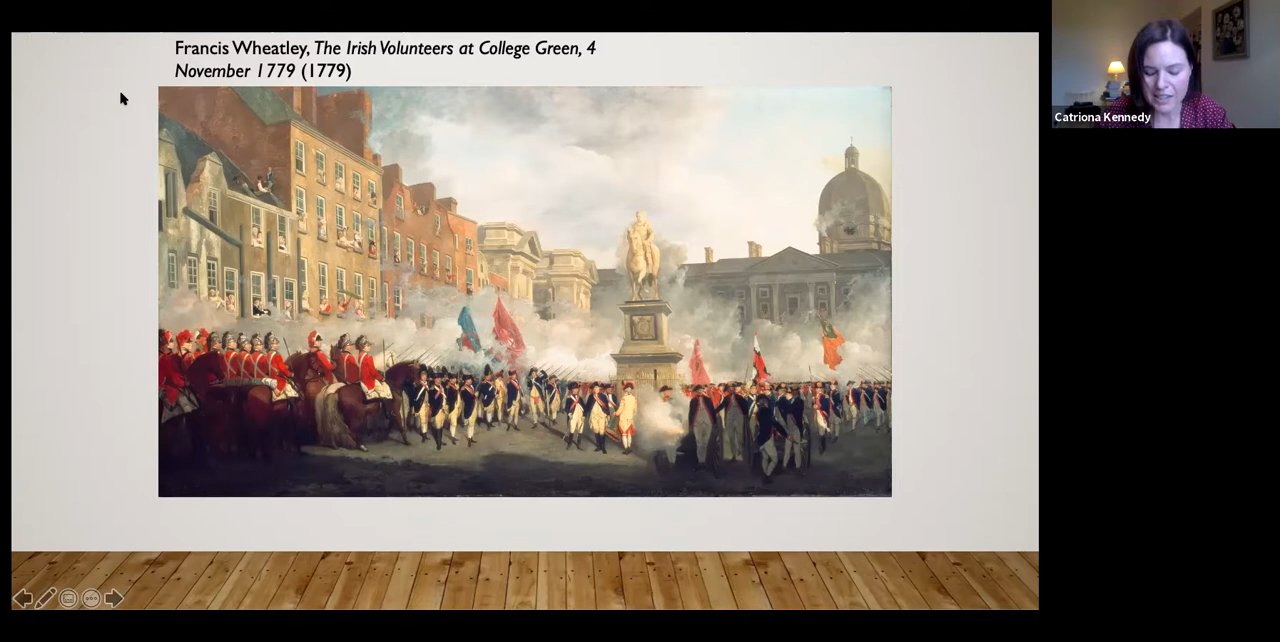 Francis Wheatley, The Irish Volunteers at College Green, 4
November 1779 (1779)
Catriona Kennedy